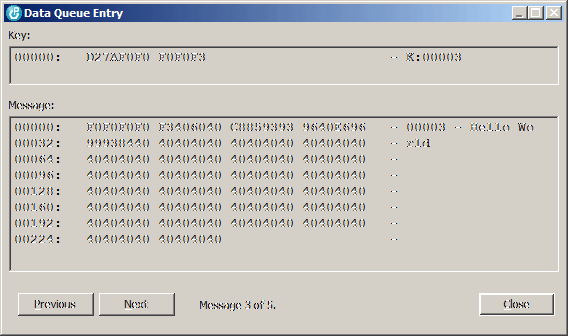 Data Queue Entry
Key:
00000: D27AF0F0 F0F0F3 - K:00003
Message:
00000: F0F0F0F0 F3406040 C8859393 9640E696 - 00003 - Hello Wo
00032: 99938440 40404040 40404040 40404040 - rld
00064: 40404040 40404040 40404040 40404040 -
00096: 40404040 40404040 40404040 40404040 -
00128: 40404040 40404040 40404040 40404040 -
00160: 40404040 40404040 40404040 40404040 -
00192: 40404040 40404040 40404040 40404040 -
00224: 40404040 40404040 -
Previous Next Message 3 of 5. Close